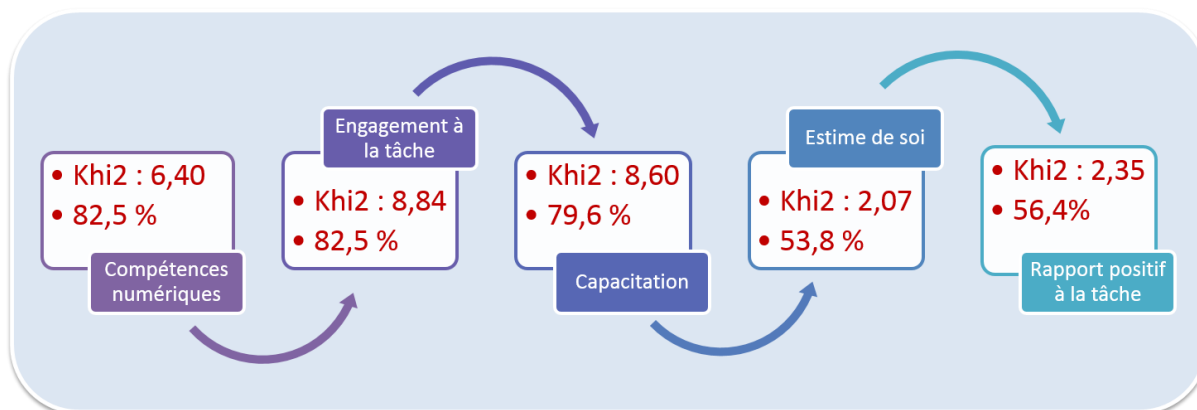 • Khi2 : 6,40
• 82,5 %
Compétences
numériques
Engagement à
la tâche
• Khi2 : 8,84
• 82,5 %
• Khi2 : 8,60
• 79,6 %
Capacitation
Estime de soi
• Khi2 : 2,07
• 53,8 %
• Khi2 : 2,35
• 56,4%
Rapport positif
à la tâche